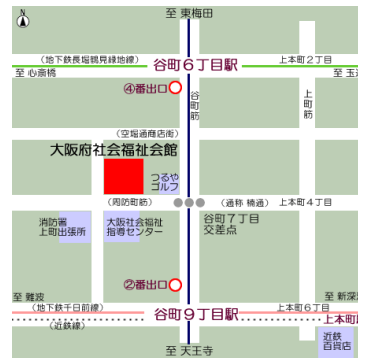 N
至 東梅田
(地下鉄長堀鶴見緑地線)
谷町6丁目駅
上本町2丁目
至 心斎橋
至 玉造
④番出口
谷町筋
上町筋
(空堀通商店街)
大阪府社会福祉会館
つるや
ゴルフ
(周防町筋)
(通称 楠通)
上本町4丁目
消防署
上町出張所
大阪社会福祉
指導センター
谷町7丁目
交差点
②番出口
至 難波
至 新深
(地下鉄千日前線)
谷町9丁目駅
上本町6丁目
(近鉄線)
上本町
近鉄
百貨店
至 天王寺